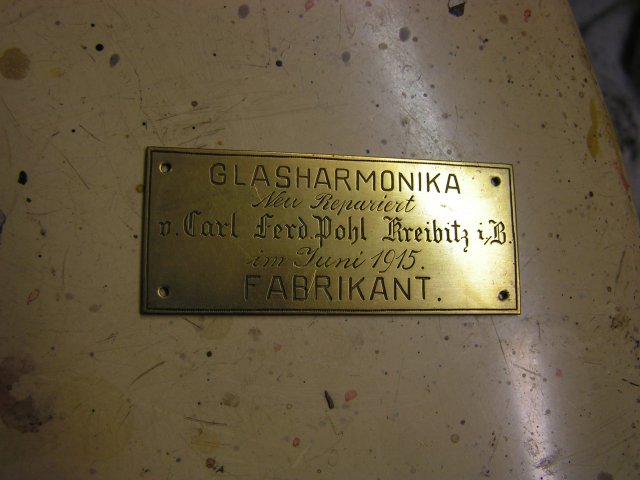 GLASHARMONIKA
Neu Repariert
v. Carl Ferd. Pohl Kreibitz i/B.
im Juni 1915.
FABRIKANT.